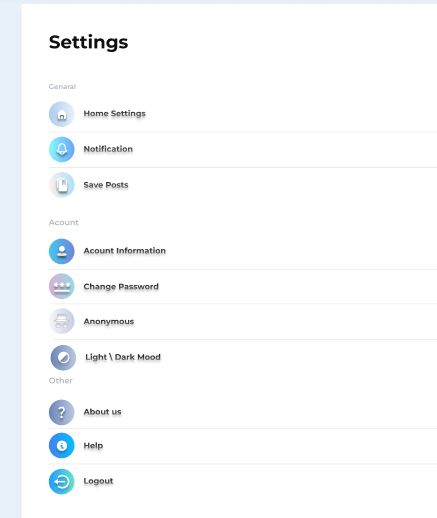 Settings
Genaral
Home Settings
Notification
Save Posts
Acount
Acount Information
Change Password
Anonymous
Light \ Dark Mood
Other
About us
Help
Logout